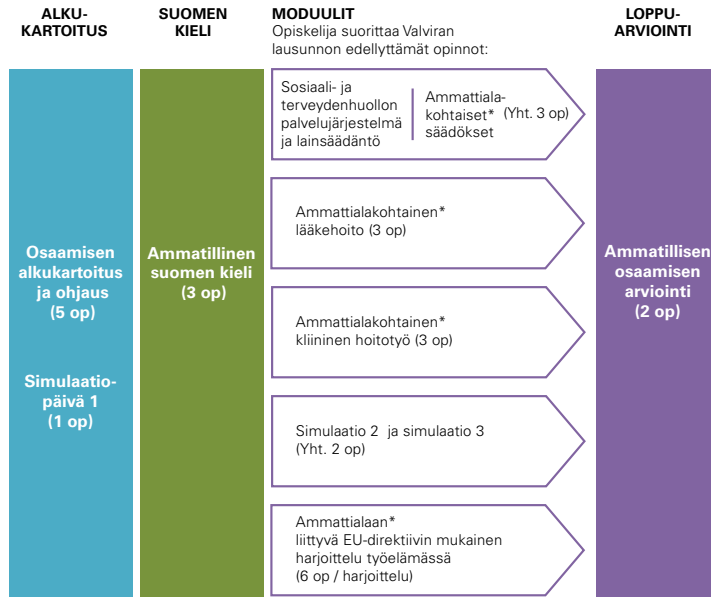 ALKU-
KARTOITUS
Osaamisen
alkukartoitus
ja ohjaus
(5 op)
Simulaatio-
päivä 1
(1 op)
SUOMEN
KIELI
Ammatillinen
suomen kieli
(3 op)
MODUULIT
Opiskelija suorittaa Valviran
lausunnon edellyttämät opinnot:
Sosiaali- ja
terveydenhuollon
palvelujärjestelmä
ja lainsäädäntö
Ammattiala-
kohtaiset* (Yht. 3 op)
säädökset
Ammattialakohtainen*
lääkehoito (3 op)
Ammattialakohtainen*
kliininen hoitotyö (3 op)
Simulaatio 2 ja simulaatio 3
(Yht. 2 op)
Ammattialaan*
liittyvä EU-direktiivin mukainen
harjoittelu työelämässä
(6 op / harjoittelu)
LOPPU-
ARVIOINTI
Ammatillisen
osaamisen
arviointi
(2 op)